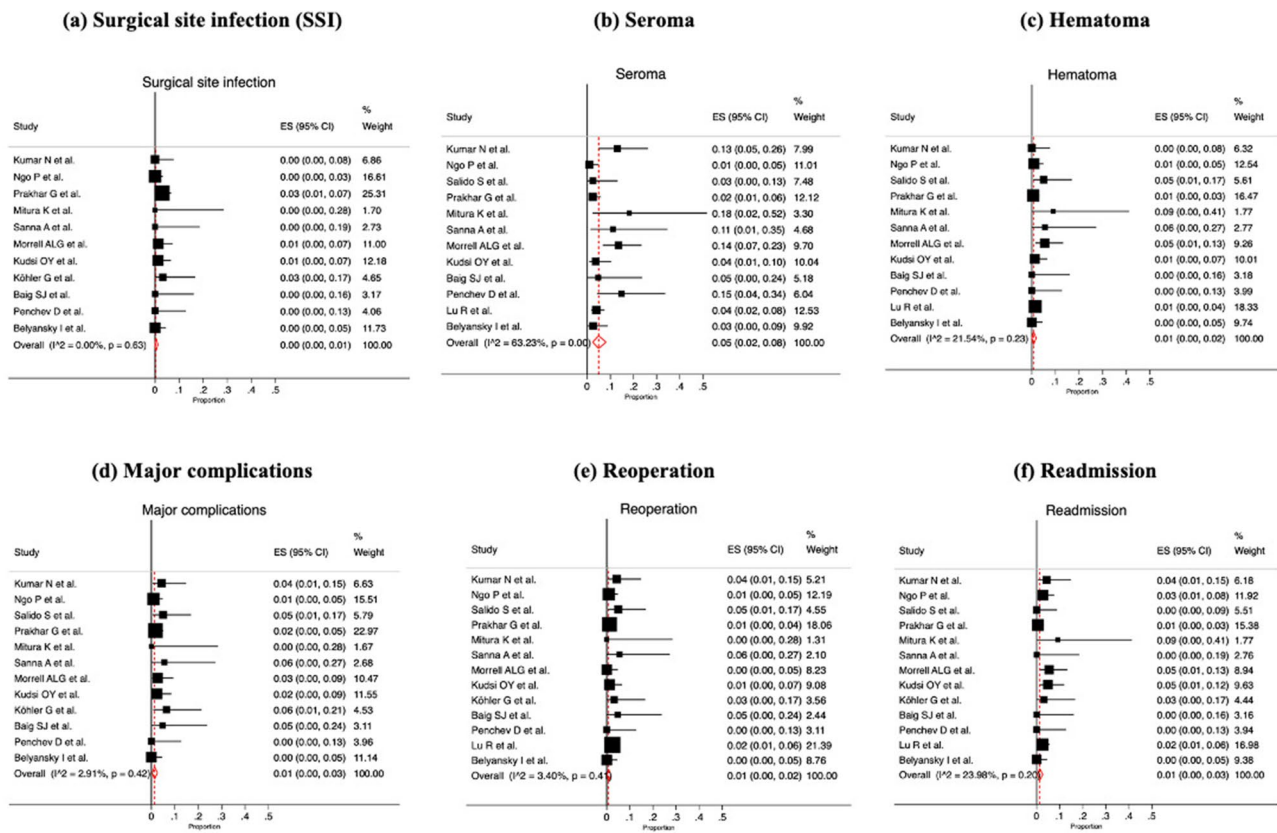 (a) Surgical site infection (SSI)
Surgical site infection
%
Study ES (95% CI) Weight
Kumar N et al. 0.00 (0.00, 0.08) 6.86
Ngo P et al. 0.00 (0.00, 0.03) 16.61
Prakhar G et al. 0.03 (0.01, 0.07) 25.31
Mitura K et al. 0.00 (0.00, 0.28) 1.70
Sanna A et al. 0.00 (0.00, 0.19) 2.73
Morrell ALG et al. 0.01 (0.00, 0.07) 11.00
Kudsi OY et al. 0.01 (0.00, 0.07) 12.18
Köhler G et al. 0.03 (0.00, 0.17) 4.65
Baig SJ et al. 0.00 (0.00, 0.16) 3.17
Penchev D et al. 0.00 (0.00, 0.13) 4.06
Belyansky I et al. 0.00 (0.00, 0.05) 11.73
Overall (I^2 = 0.00%, p = 0.63) 0.00 (0.00, 0.01) 100.00
0 .1 .2 .3 .4 .5
Proportion
(b) Seroma
Seroma
%
Study ES (95% CI) Weight
Kumar N et al. 0.13 (0.05, 0.26) 7.99
Ngo P et al. 0.01 (0.00, 0.05) 11.01
Salido S et al. 0.03 (0.00, 0.13) 7.48
Prakhar G et al. 0.02 (0.01, 0.06) 12.12
Mitura K et al. 0.18 (0.02, 0.52) 3.30
Sanna A et al. 0.11 (0.01, 0.35) 4.68
Morrell ALG et al. 0.14 (0.07, 0.23) 9.70
Kudsi OY et al. 0.04 (0.01, 0.10) 10.04
Baig SJ et al. 0.05 (0.00, 0.24) 5.18
Penchev D et al. 0.15 (0.04, 0.34) 6.04
Lu R et al. 0.04 (0.02, 0.08) 12.53
Belyansky I et al. 0.03 (0.00, 0.09) 9.92
Overall (I^2 = 63.23%, p = 0.00) 0.05 (0.02, 0.08) 100.00
0 .1 .2 .3 .4 .5
Proportion
(c) Hematoma
Hematoma
%
Study ES (95% CI) Weight
Kumar N et al. 0.00 (0.00, 0.08) 6.32
Ngo P et al. 0.01 (0.00, 0.05) 12.54
Salido S et al. 0.05 (0.01, 0.17) 5.61
Prakhar G et al. 0.01 (0.00, 0.03) 16.47
Mitura K et al. 0.09 (0.00, 0.41) 1.77
Sanna A et al. 0.06 (0.00, 0.27) 2.77
Morrell ALG et al. 0.05 (0.01, 0.13) 9.26
Kudsi OY et al. 0.01 (0.00, 0.07) 10.01
Baig SJ et al. 0.00 (0.00, 0.16) 3.18
Penchev D et al. 0.00 (0.00, 0.13) 3.99
Lu R et al. 0.01 (0.00, 0.04) 18.33
Belyansky I et al. 0.00 (0.00, 0.05) 9.74
Overall (I^2 = 21.54%, p = 0.23) 0.01 (0.00, 0.02) 100.00
0 .1 .2 .3 .4 .5
Proportion
(d) Major complications
Major complications
%
Study ES (95% CI) Weight
Kumar N et al. 0.04 (0.01, 0.15) 6.63
Ngo P et al. 0.01 (0.00, 0.05) 15.51
Salido S et al. 0.05 (0.01, 0.17) 5.79
Prakhar G et al. 0.02 (0.00, 0.05) 22.97
Mitura K et al. 0.00 (0.00, 0.28) 1.67
Sanna A et al. 0.06 (0.00, 0.27) 2.68
Morrell ALG et al. 0.03 (0.00, 0.09) 10.47
Kudsi OY et al. 0.02 (0.00, 0.09) 11.55
Köhler G et al. 0.06 (0.01, 0.21) 4.53
Baig SJ et al. 0.05 (0.00, 0.24) 3.11
Penchev D et al. 0.00 (0.00, 0.13) 3.96
Belyansky I et al. 0.00 (0.00, 0.05) 11.14
Overall (I^2 = 2.91%, p = 0.42) 0.01 (0.00, 0.03) 100.00
0 .1 .2 .3 .4 .5
Proportion
(e) Reoperation
Reoperation
%
Study ES (95% CI) Weight
Kumar N et al. 0.04 (0.01, 0.15) 5.21
Ngo P et al. 0.01 (0.00, 0.05) 12.19
Salido S et al. 0.05 (0.01, 0.17) 4.55
Prakhar G et al. 0.01 (0.00, 0.04) 18.06
Mitura K et al. 0.00 (0.00, 0.28) 1.31
Sanna A et al. 0.06 (0.00, 0.27) 2.10
Morrell ALG et al. 0.00 (0.00, 0.05) 8.23
Kudsi OY et al. 0.01 (0.00, 0.07) 9.08
Köhler G et al. 0.03 (0.00, 0.17) 3.56
Baig SJ et al. 0.05 (0.00, 0.24) 2.44
Penchev D et al. 0.00 (0.00, 0.13) 3.11
Lu R et al. 0.02 (0.01, 0.06) 21.39
Belyansky I et al. 0.00 (0.00, 0.05) 8.76
Overall (I^2 = 3.40%, p = 0.41) 0.01 (0.00, 0.02) 100.00
0 .1 .2 .3 .4 .5
Proportion
(f) Readmission
Readmission
%
Study ES (95% CI) Weight
Kumar N et al. 0.04 (0.01, 0.15) 6.18
Ngo P et al. 0.03 (0.01, 0.08) 11.92
Salido S et al. 0.00 (0.00, 0.09) 5.51
Prakhar G et al. 0.01 (0.00, 0.03) 15.38
Mitura K et al. 0.09 (0.00, 0.41) 1.77
Sanna A et al. 0.00 (0.00, 0.19) 2.76
Morrell ALG et al. 0.05 (0.01, 0.13) 8.94
Kudsi OY et al. 0.05 (0.01, 0.12) 9.63
Köhler G et al. 0.03 (0.00, 0.17) 4.44
Baig SJ et al. 0.00 (0.00, 0.16) 3.16
Penchev D et al. 0.00 (0.00, 0.13) 3.94
Lu R et al. 0.02 (0.01, 0.06) 16.98
Belyansky I et al. 0.00 (0.00, 0.05) 9.38
Overall (I^2 = 23.98%, p = 0.20) 0.01 (0.00, 0.03) 100.00
0 .1 .2 .3 .4 .5
Proportion